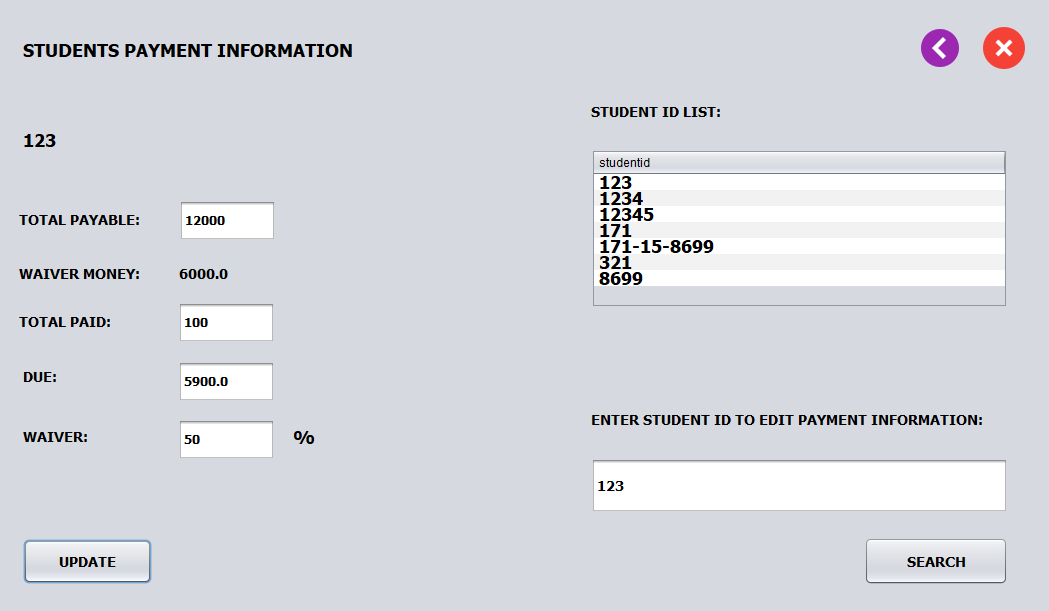 STUDENTS PAYMENT INFORMATION
123
TOTAL PAYABLE: 12000
WAIVER MONEY: 6000.0
TOTAL PAID: 100
DUE: 5900.0
WAIVER: 50 %
UPDATE
STUDENT ID LIST:
studentid
123
1234
12345
171
171-15-8699
321
8699
ENTER STUDENT ID TO EDIT PAYMENT INFORMATION:
123
SEARCH